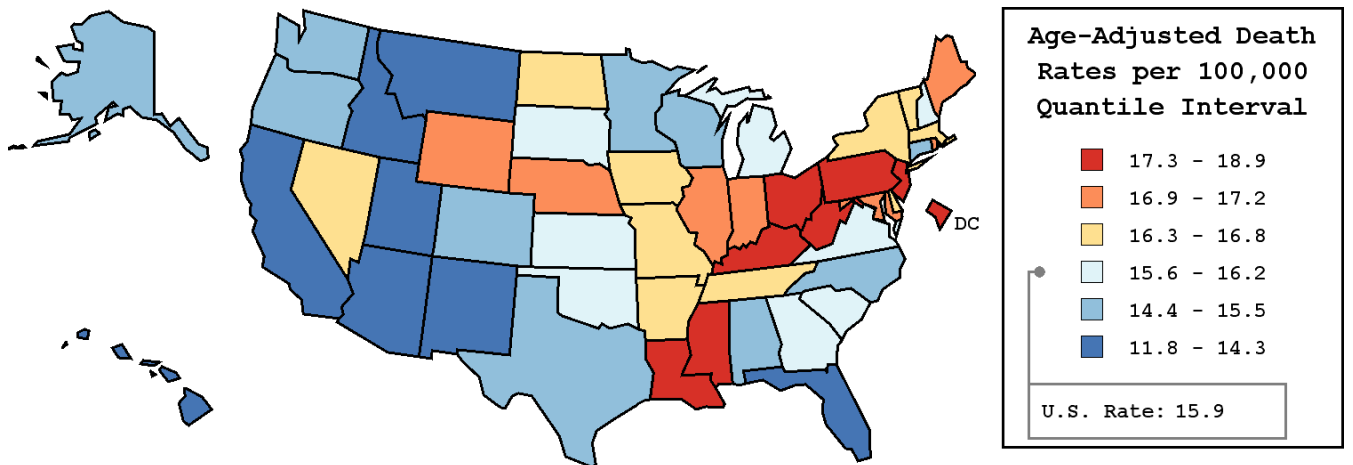 Age-Adjusted Death
Rates per 100,000
Quantile Interval
17.3 - 18.9
16.9 - 17.2
16.3 - 16.8
15.6 - 16.2
14.4 - 15.5
11.8 - 14.3
U.S. Rate: 15.9
DC